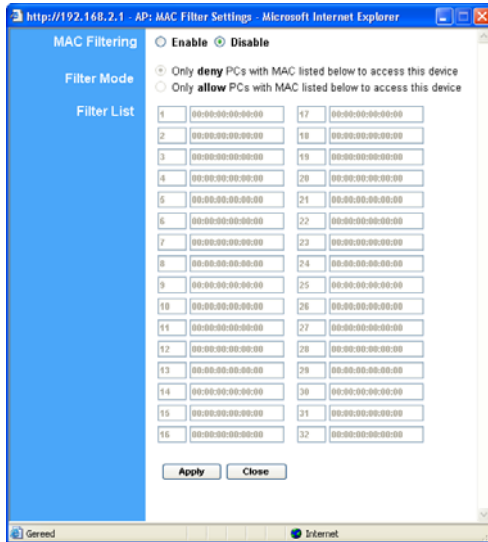 http://192.168.2.1 - AP: MAC Filter Settings - Microsoft Internet Explorer
MAC Filtering Enable Disable
Filter Mode Only deny PCs with MAC listed below to access this device
Only allow PCs with MAC listed below to access this device
Filter List
1 00:00:00:00:00:00 17 00:00:00:00:00:00
2 00:00:00:00:00:00 18 00:00:00:00:00:00
3 00:00:00:00:00:00 19 00:00:00:00:00:00
4 00:00:00:00:00:00 20 00:00:00:00:00:00
5 00:00:00:00:00:00 21 00:00:00:00:00:00
6 00:00:00:00:00:00 22 00:00:00:00:00:00
7 00:00:00:00:00:00 23 00:00:00:00:00:00
8 00:00:00:00:00:00 24 00:00:00:00:00:00
9 00:00:00:00:00:00 25 00:00:00:00:00:00
10 00:00:00:00:00:00 26 00:00:00:00:00:00
11 00:00:00:00:00:00 27 00:00:00:00:00:00
12 00:00:00:00:00:00 28 00:00:00:00:00:00
13 00:00:00:00:00:00 29 00:00:00:00:00:00
14 00:00:00:00:00:00 30 00:00:00:00:00:00
15 00:00:00:00:00:00 31 00:00:00:00:00:00
16 00:00:00:00:00:00 32 00:00:00:00:00:00
Apply Close
Gereed Internet